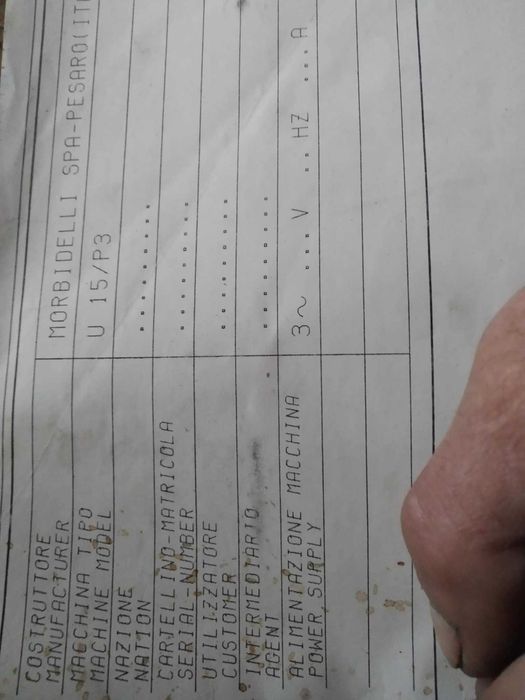 COSTRUTTORE
MANUFACTURER
MORBIDELLI SPA-PESARO(IT
MACCHINA TIPO
MACHINE MODEL
U 15/P3
NAZIONE
NATION
..........
CARTELLINO-MATRICOLA
SERIAL-NUMBER
..........
UTILIZZATORE
CUSTOMER
..........
INTERMEDIARIO
AGENT
..........
ALIMENTAZIONE MACCHINA
POWER SUPPLY
3~ ... V .. HZ ... A